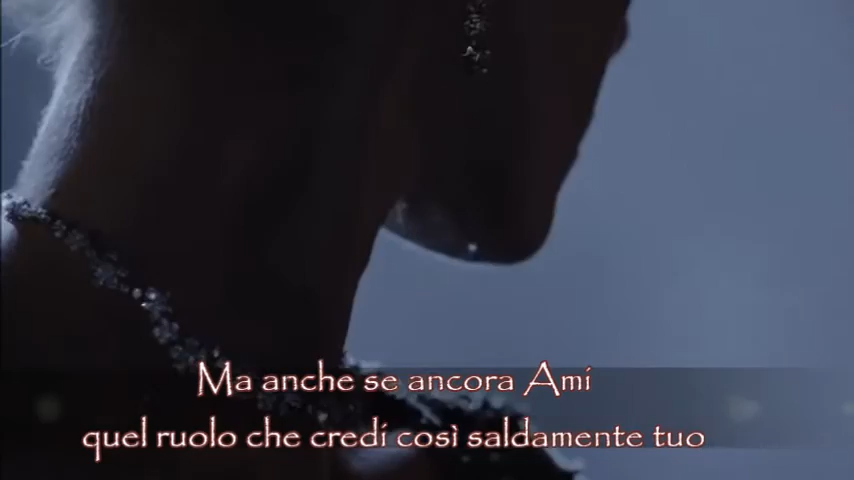 Ma anche se ancora Ami
quel ruolo che credi così saldamente tuo